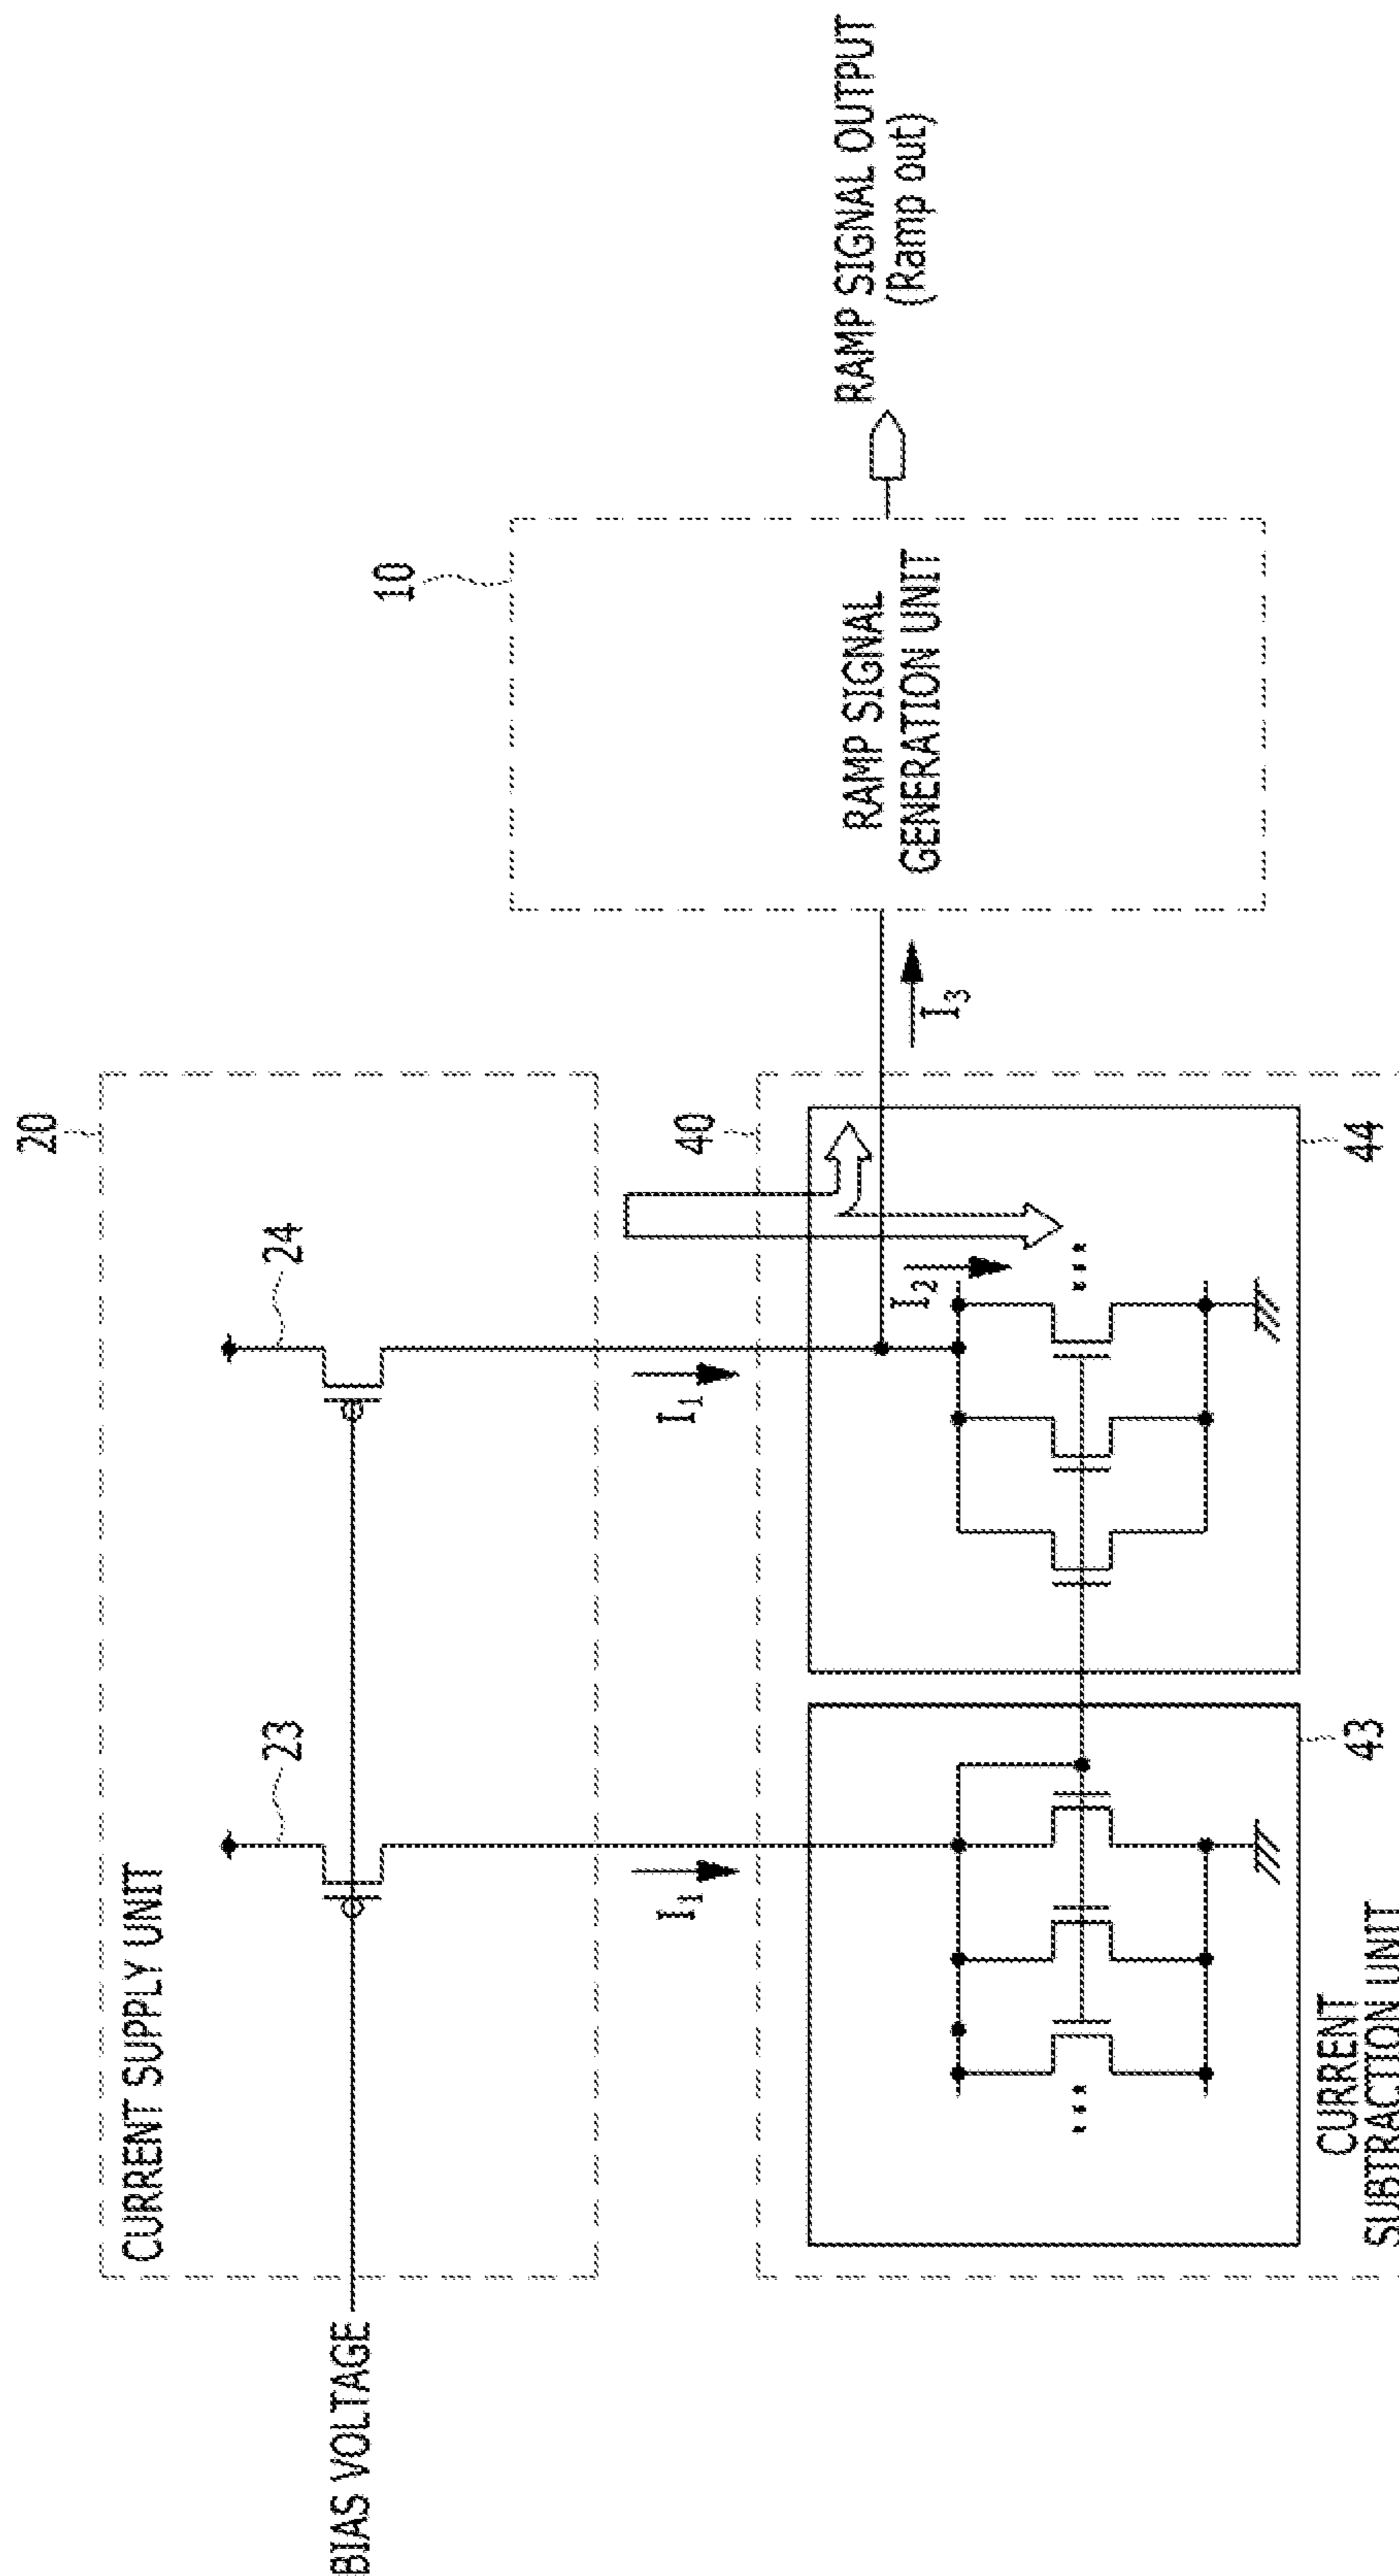 BIAS VOLTAGE
CURRENT SUPPLY UNIT
20
23
24
I1
I1
40
I2
I3
10
RAMP SIGNAL
GENERATION UNIT
RAMP SIGNAL OUTPUT
(Ramp out)
43
44
CURRENT
SUBTRACTION UNIT